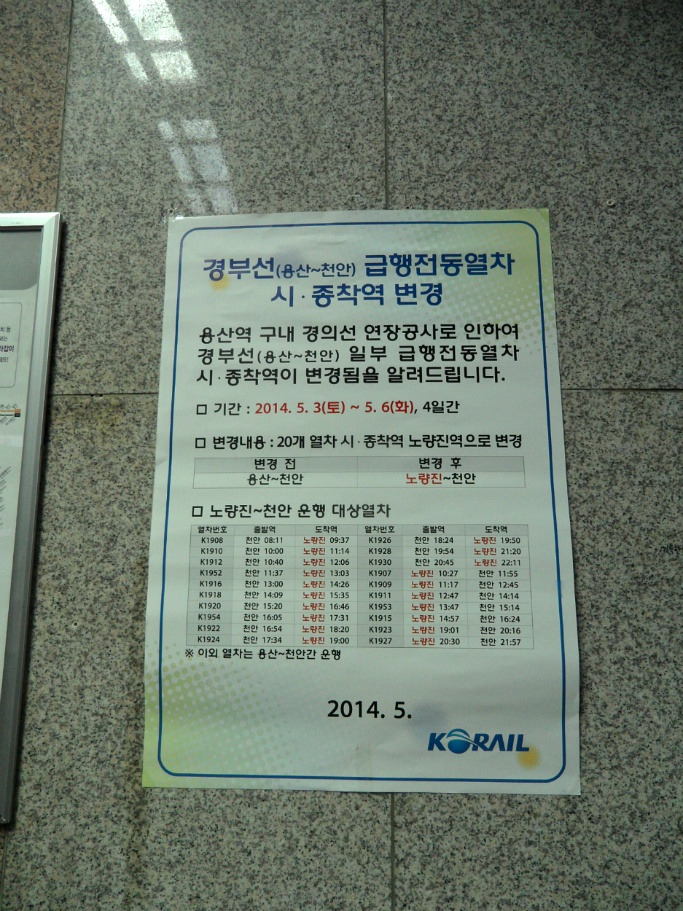 경부선(용산~천안) 급행전동열차
시·종착역 변경
용산역 구내 경의선 연장공사로 인하여
경부선(용산~천안) 일부 급행전동열차
시·종착역이 변경됨을 알려드립니다.
□ 기간 : 2014. 5. 3(토) ~ 5. 6(화), 4일간
□ 변경내용 : 20개 열차 시·종착역 노량진역으로 변경
변경 전 변경 후
용산~천안 노량진~천안
□ 노량진~천안 운행 대상열차
열차번호 출발역 도착역 열차번호 출발역 도착역
K1908 천안 08:11 노량진 09:37 K1926 천안 18:24 노량진 19:50
K1910 천안 10:00 노량진 11:14 K1928 천안 19:54 노량진 21:20
K1912 천안 10:40 노량진 12:06 K1930 천안 20:45 노량진 22:11
K1952 천안 11:37 노량진 13:03 K1907 노량진 10:27 천안 11:55
K1916 천안 13:00 노량진 14:26 K1909 노량진 11:17 천안 12:45
K1918 천안 14:09 노량진 15:35 K1911 노량진 12:47 천안 14:14
K1920 천안 15:20 노량진 16:46 K1953 노량진 13:47 천안 15:14
K1954 천안 16:05 노량진 17:31 K1915 노량진 14:57 천안 16:24
K1922 천안 16:54 노량진 18:20 K1923 노량진 19:01 천안 20:16
K1924 천안 17:34 노량진 19:00 K1927 노량진 20:30 천안 21:57
※ 이외 열차는 용산~천안간 운행
2014. 5.
KORAIL